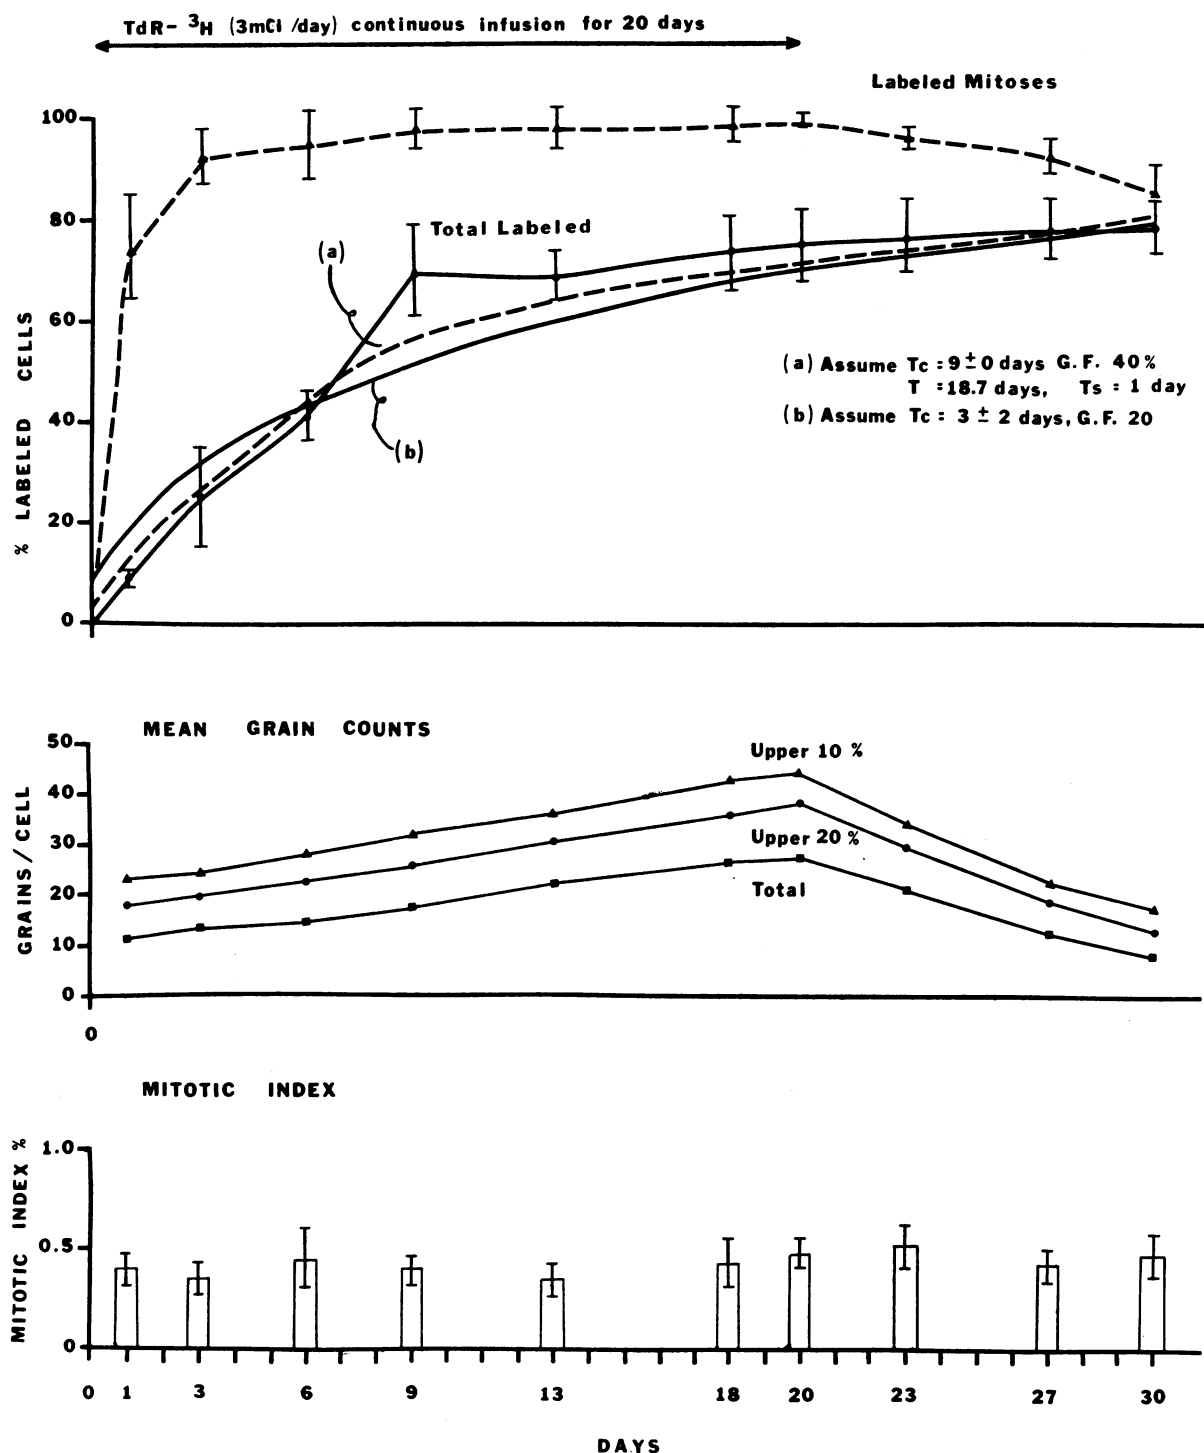 TdR- ³H (3mCi /day) continuous infusion for 20 days
Labeled Mitoses
100
80
60
40
20
0
% LABELED CELLS
Total Labeled
(a)
(b)
(a) Assume Tc = 9 ± 0 days G.F. 40%
T = 18.7 days, Ts = 1 day
(b) Assume Tc = 3 ± 2 days, G.F. 20
MEAN GRAIN COUNTS
50
40
30
20
10
0
0
GRAINS/CELL
Upper 10 %
Upper 20 %
Total
MITOTIC INDEX
1.0
0.5
0
MITOTIC INDEX %
0 1 3 6 9 13 18 20 23 27 30
DAYS